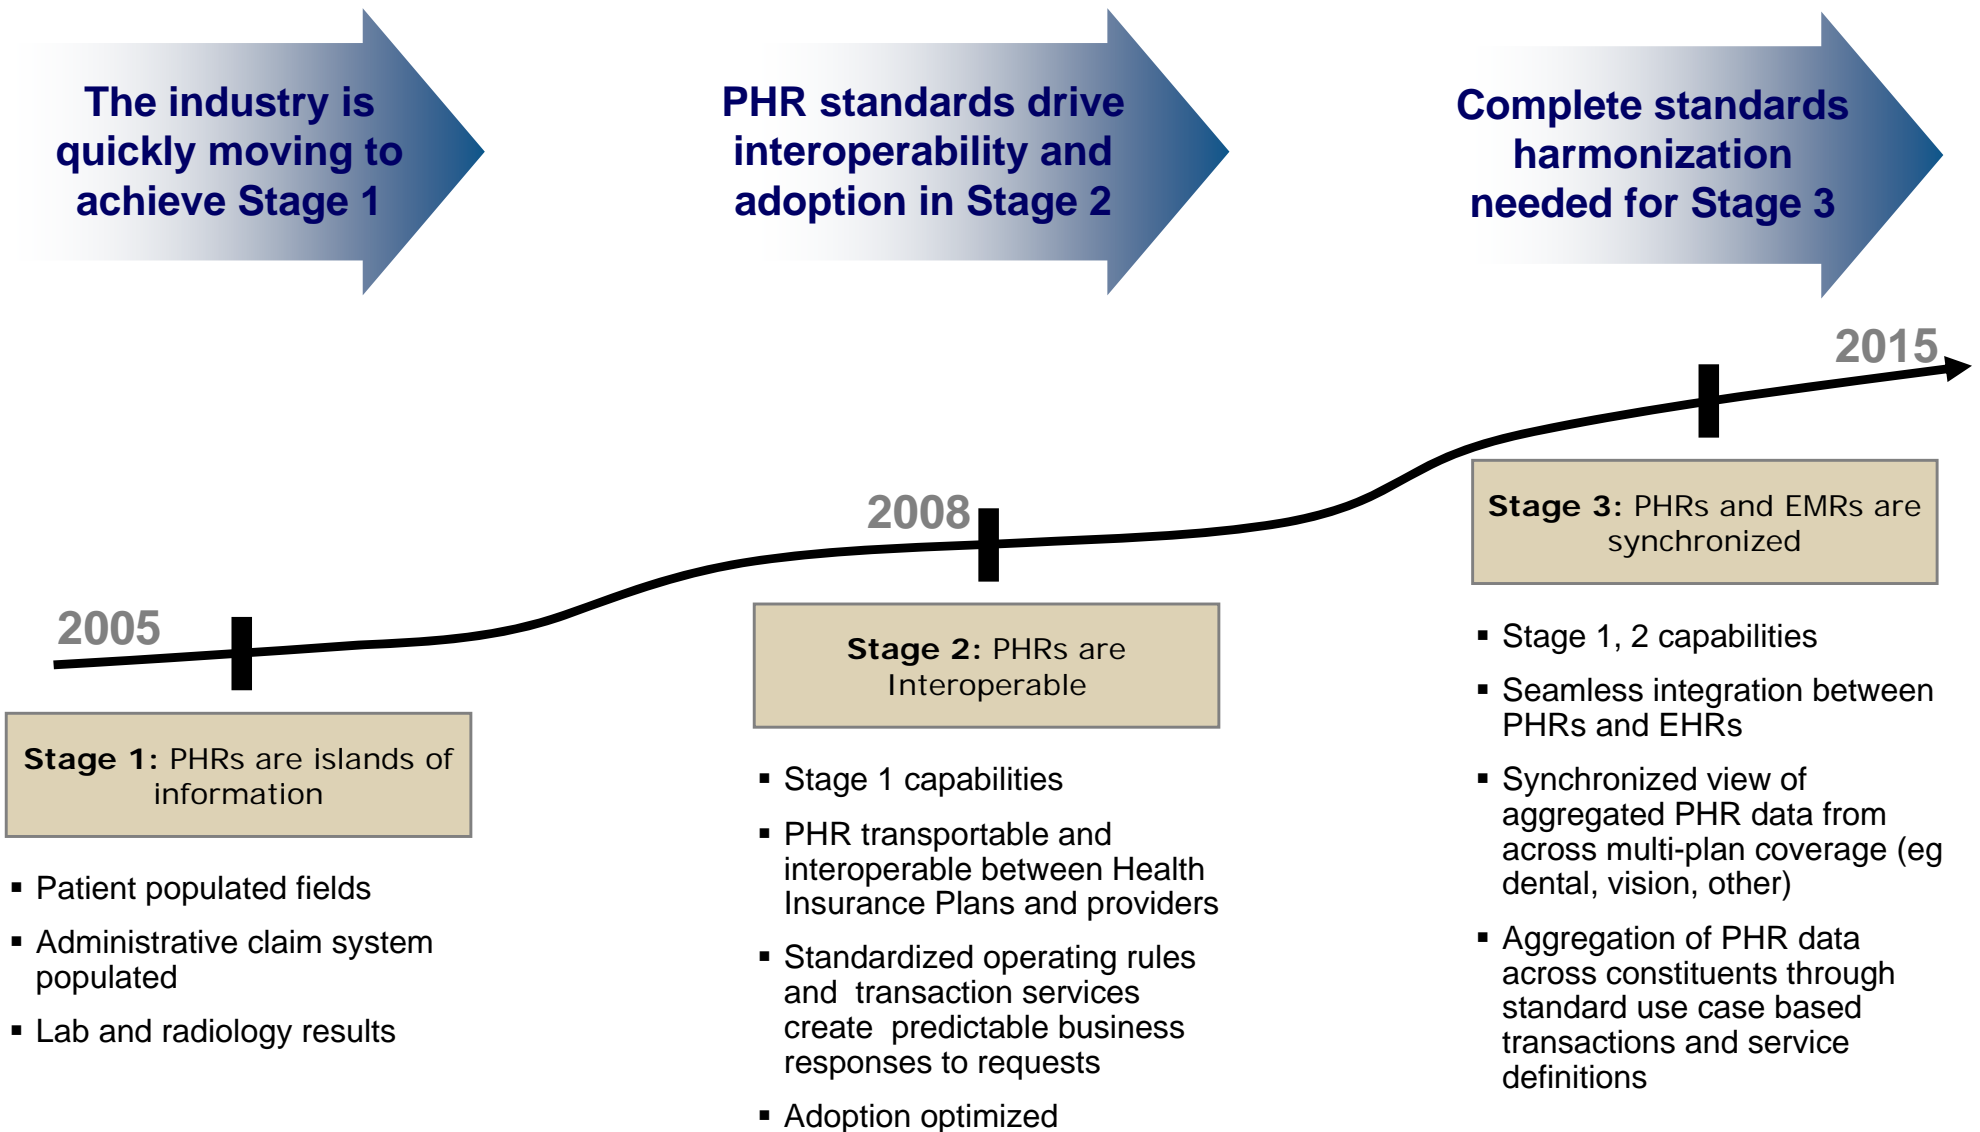 The industry is
quickly moving to
achieve Stage 1
PHR standards drive
interoperability and
adoption in Stage 2
Complete standards
harmonization
needed for Stage 3
2005
2008
2015
Stage 1: PHRs are islands of
information
▪ Patient populated fields
▪ Administrative claim system
populated
▪ Lab and radiology results
Stage 2: PHRs are
Interoperable
▪ Stage 1 capabilities
▪ PHR transportable and
interoperable between Health
Insurance Plans and providers
▪ Standardized operating rules
and transaction services
create predictable business
responses to requests
▪ Adoption optimized
Stage 3: PHRs and EMRs are
synchronized
▪ Stage 1, 2 capabilities
▪ Seamless integration between
PHRs and EHRs
▪ Synchronized view of
aggregated PHR data from
across multi-plan coverage (eg
dental, vision, other)
▪ Aggregation of PHR data
across constituents through
standard use case based
transactions and service
definitions